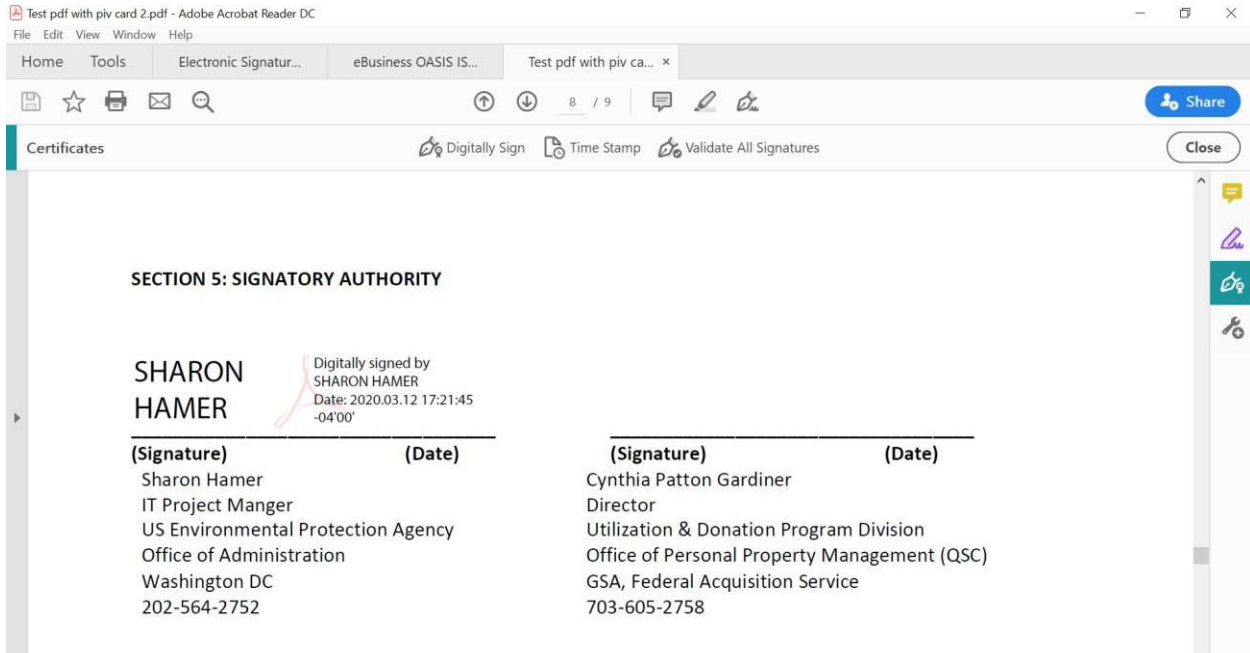 Test pdf with piv card 2.pdf - Adobe Acrobat Reader DC
File Edit View Window Help
Home Tools Electronic Signatur... eBusiness OASIS IS... Test pdf with piv ca... ×
8 / 9 Share
Certificates Digitally Sign Time Stamp Validate All Signatures Close
SECTION 5: SIGNATORY AUTHORITY
SHARON
HAMER
Digitally signed by
SHARON HAMER
Date: 2020.03.12 17:21:45
-04'00'
(Signature) (Date)
Sharon Hamer
IT Project Manger
US Environmental Protection Agency
Office of Administration
Washington DC
202-564-2752
(Signature) (Date)
Cynthia Patton Gardiner
Director
Utilization & Donation Program Division
Office of Personal Property Management (QSC)
GSA, Federal Acquisition Service
703-605-2758